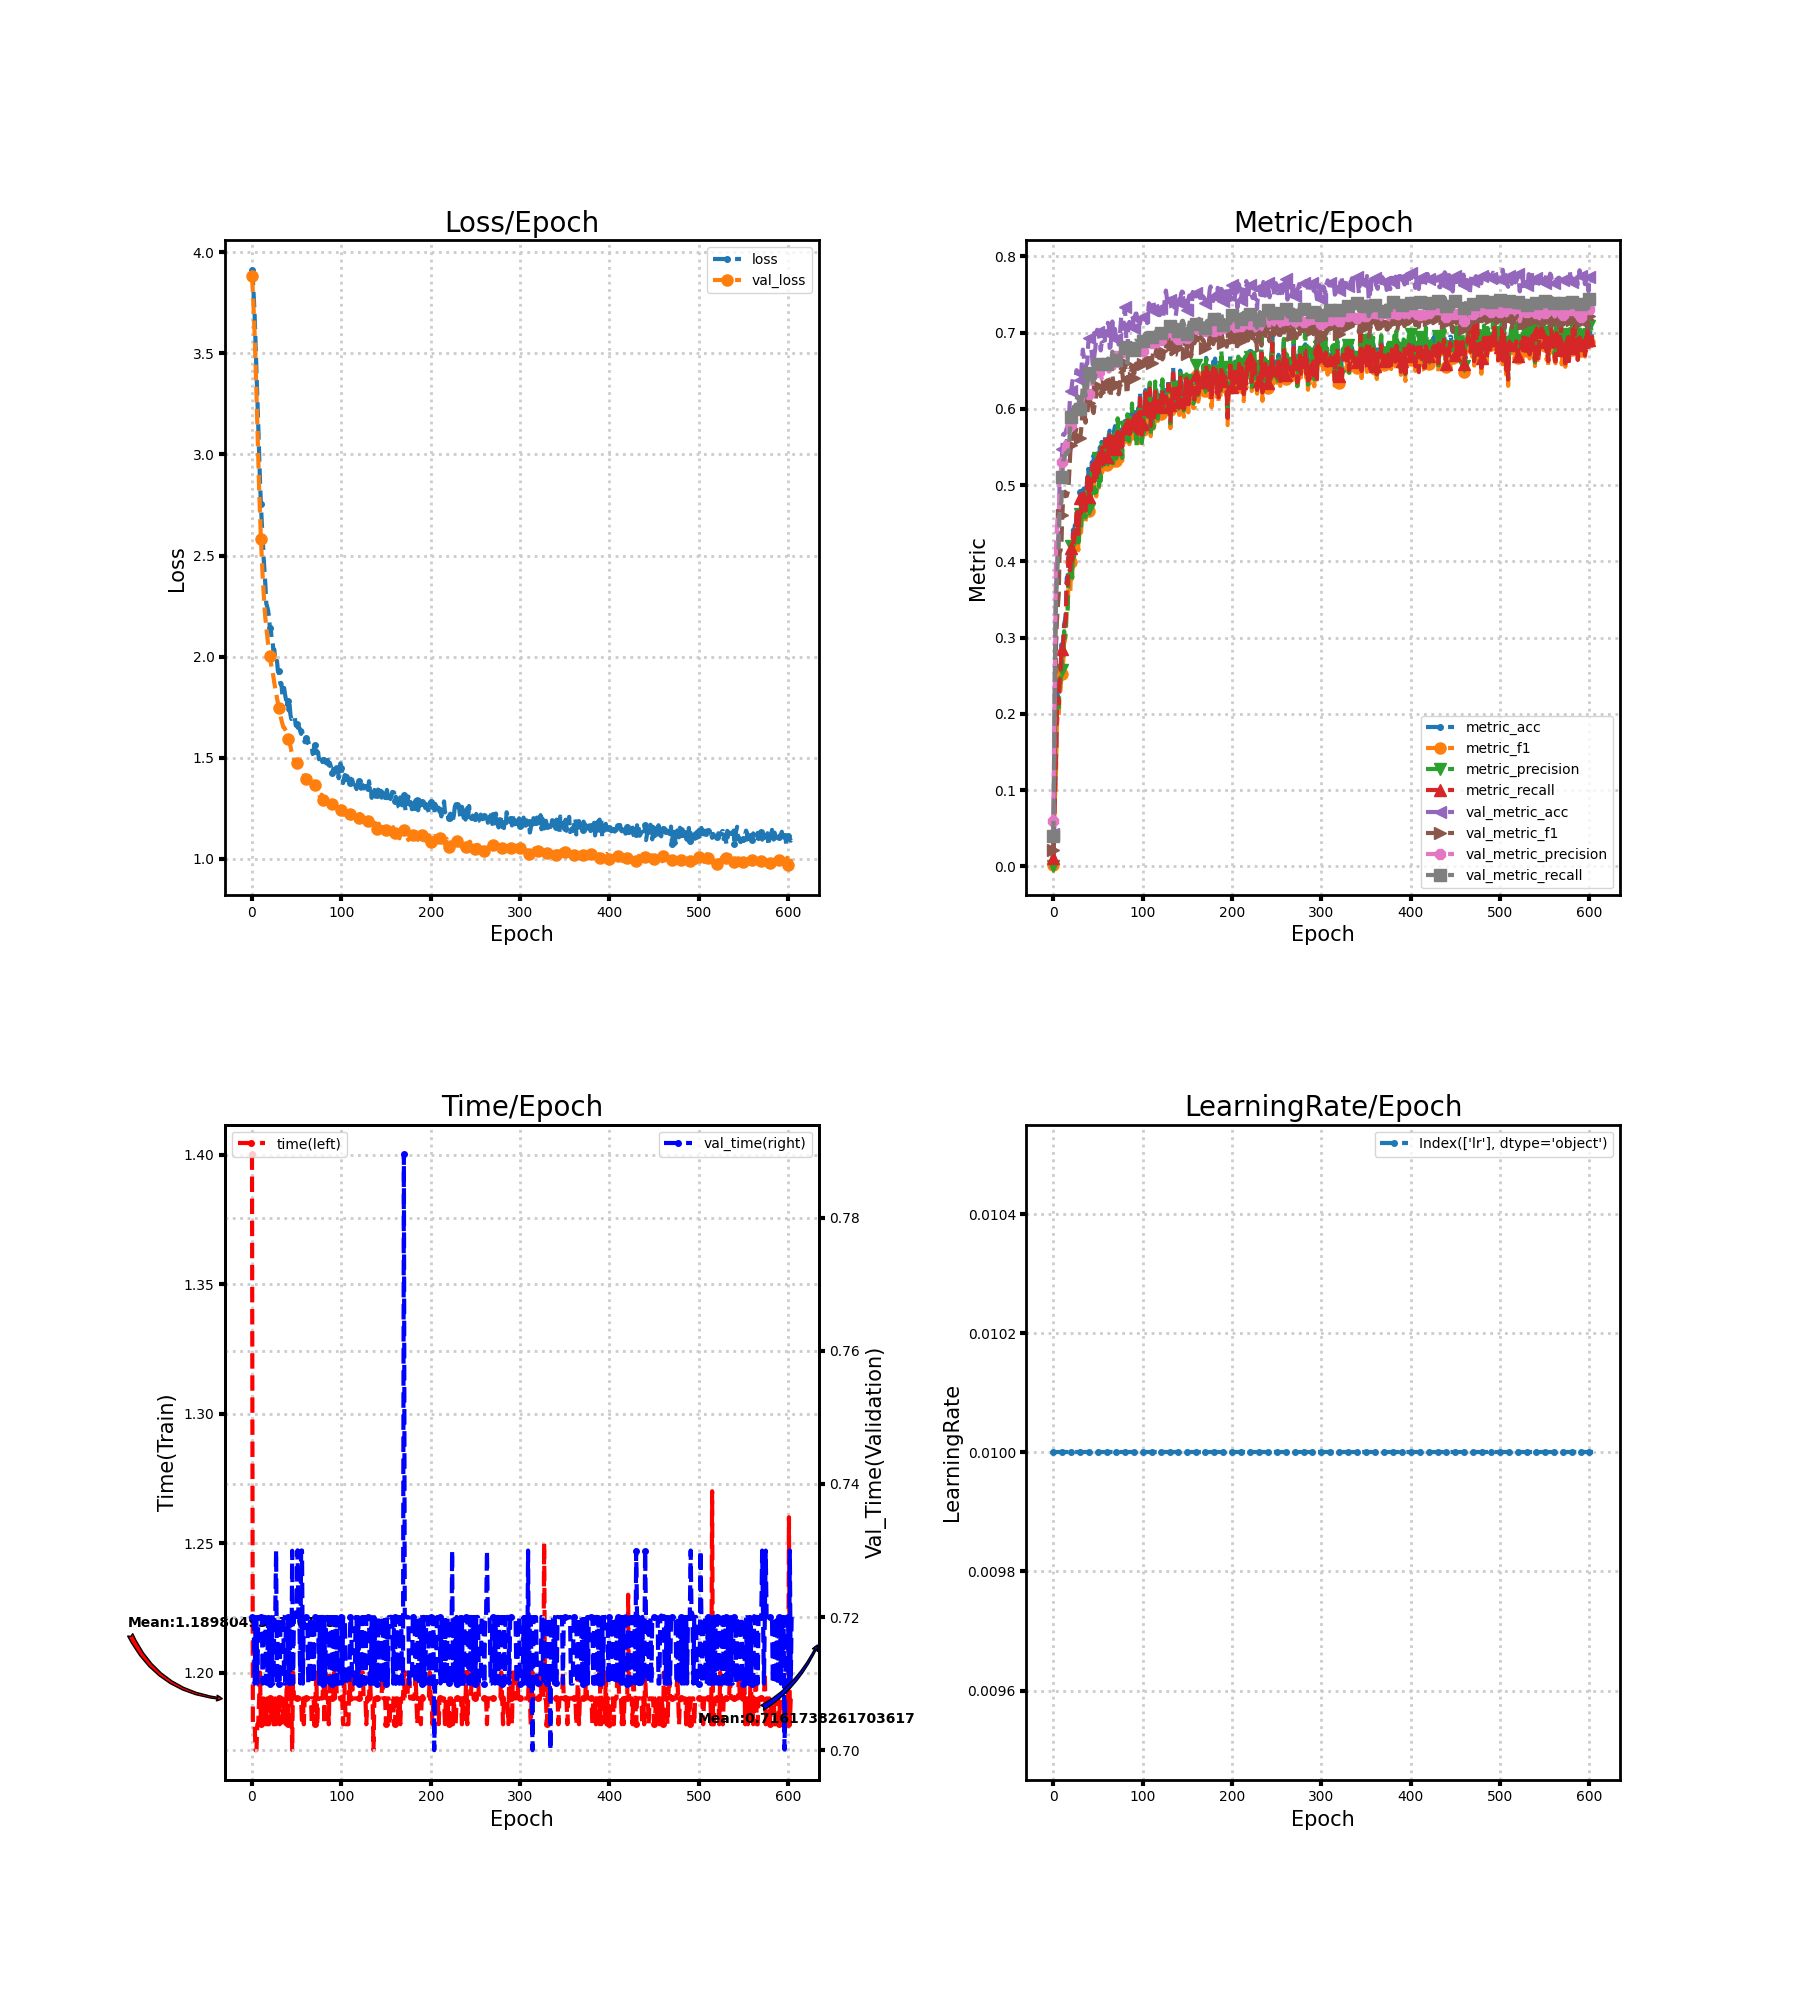 Loss/Epoch
4.0
3.5
3.0
2.5
2.0
1.5
1.0
Loss
loss
val_loss
0 100 200 300 400 500 600
Epoch
Metric/Epoch
0.8
0.7
0.6
0.5
0.4
0.3
0.2
0.1
0.0
Metric
metric_acc
metric_f1
metric_precision
metric_recall
val_metric_acc
val_metric_f1
val_metric_precision
val_metric_recall
0 100 200 300 400 500 600
Epoch
Time/Epoch
time(left)
val_time(right)
1.40
1.35
1.30
1.25
1.20
Time(Train)
0.78
0.76
0.74
0.72
0.70
Val_Time(Validation)
Mean:1.189804
Mean:0.7161738261703617
0 100 200 300 400 500 600
Epoch
LearningRate/Epoch
Index(['lr'], dtype='object')
0.0104
0.0102
0.0100
0.0098
0.0096
LearningRate
0 100 200 300 400 500 600
Epoch